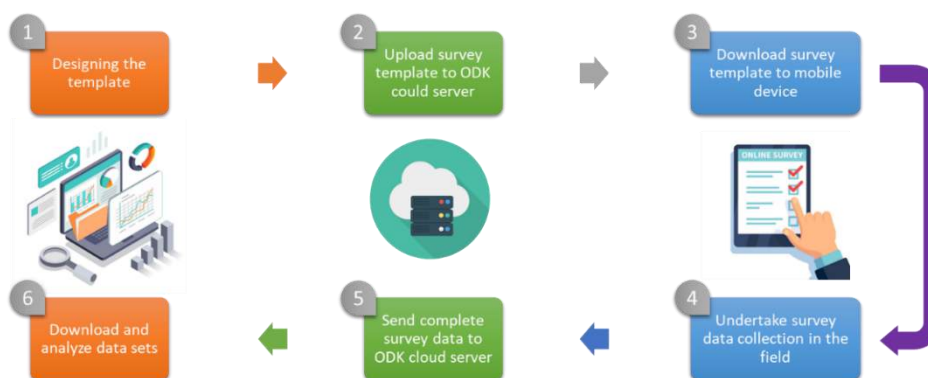 1
Designing the
template
2
Upload survey
template to ODK
could server
3
Download survey
template to mobile
device
ONLINE SURVEY
6
Download and
analyze data sets
5
Send complete
survey data to
ODK cloud server
4
Undertake survey
data collection in the
field